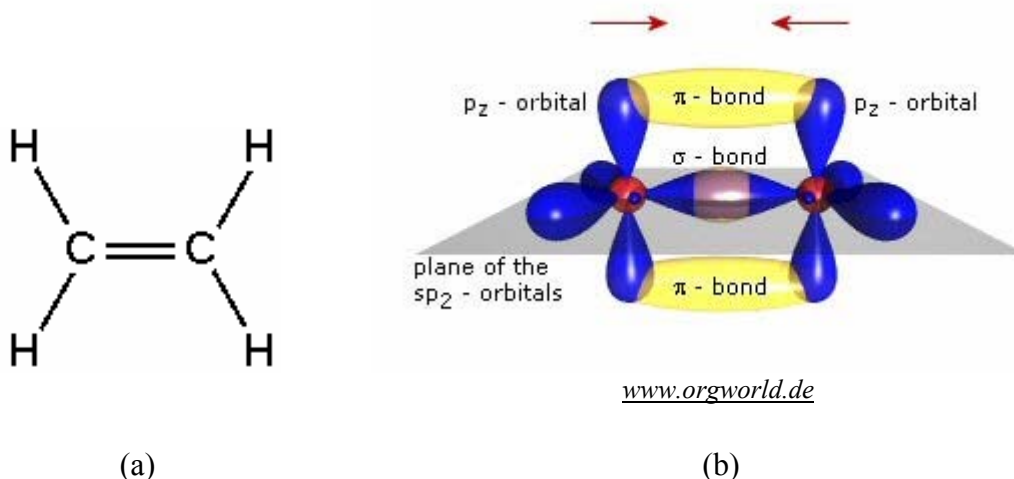 H H
C=C
H H
p_z - orbital
π - bond
p_z - orbital
σ - bond
plane of the
sp_2 - orbitals
π - bond
www.orgworld.de
(a)
(b)